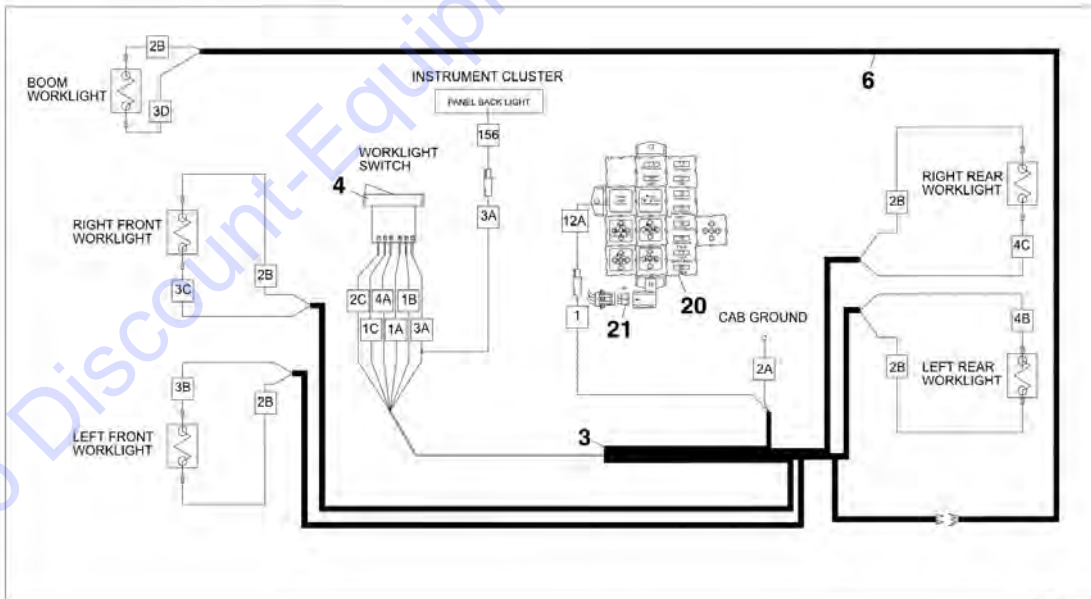 2B
6
BOOM
WORKLIGHT
3D
INSTRUMENT CLUSTER
PANEL BACK LIGHT
156
WORKLIGHT
SWITCH
4
3A
RIGHT FRONT
WORKLIGHT
3C
2B
2C
4A
1B
1C
1A
3A
12A
1
21
20
CAB GROUND
2A
RIGHT REAR
WORKLIGHT
2B
4C
4B
2B
LEFT REAR
WORKLIGHT
3B
2B
LEFT FRONT
WORKLIGHT
3
Discount-Equip